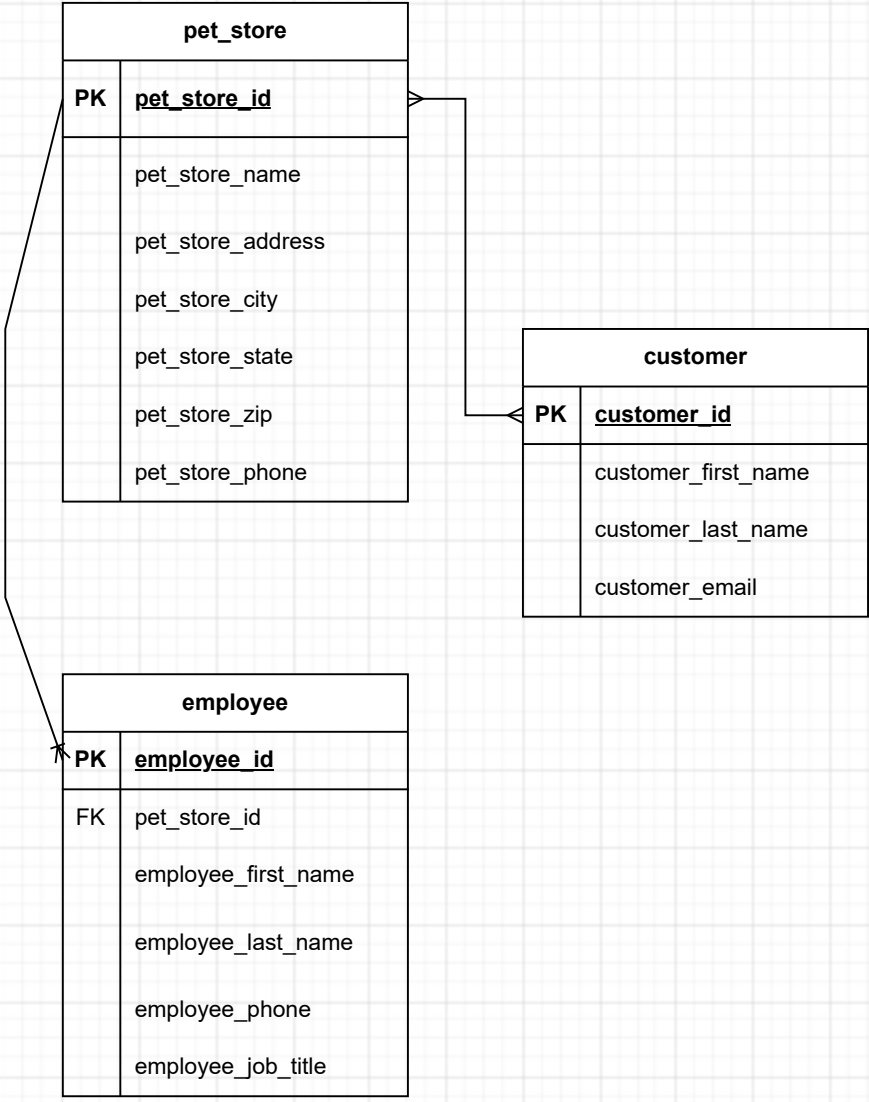 pet_store
PK pet_store_id
pet_store_name
pet_store_address
pet_store_city
pet_store_state
pet_store_zip
pet_store_phone
customer
PK customer_id
customer_first_name
customer_last_name
customer_email
employee
PK employee_id
FK pet_store_id
employee_first_name
employee_last_name
employee_phone
employee_job_title